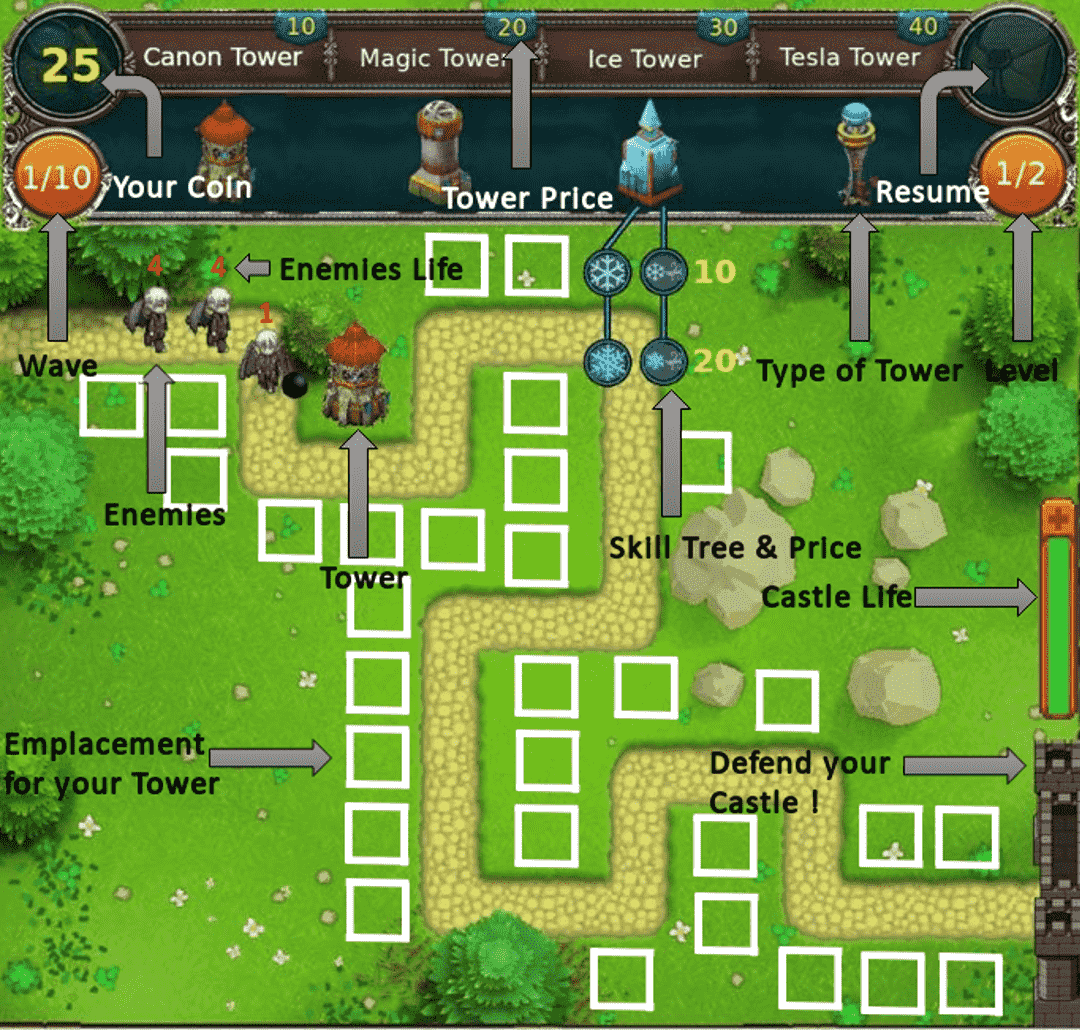 10
20
30
40
25
Canon Tower
Magic Tower
Ice Tower
Tesla Tower
1/10
Your Coin
Tower Price
Resume
1/2
4
4
Enemies Life
10
1
Wave
20
Type of Tower
Level
Enemies
Tower
Skill Tree & Price
Castle Life
Emplacement
for your Tower
Defend your
Castle !